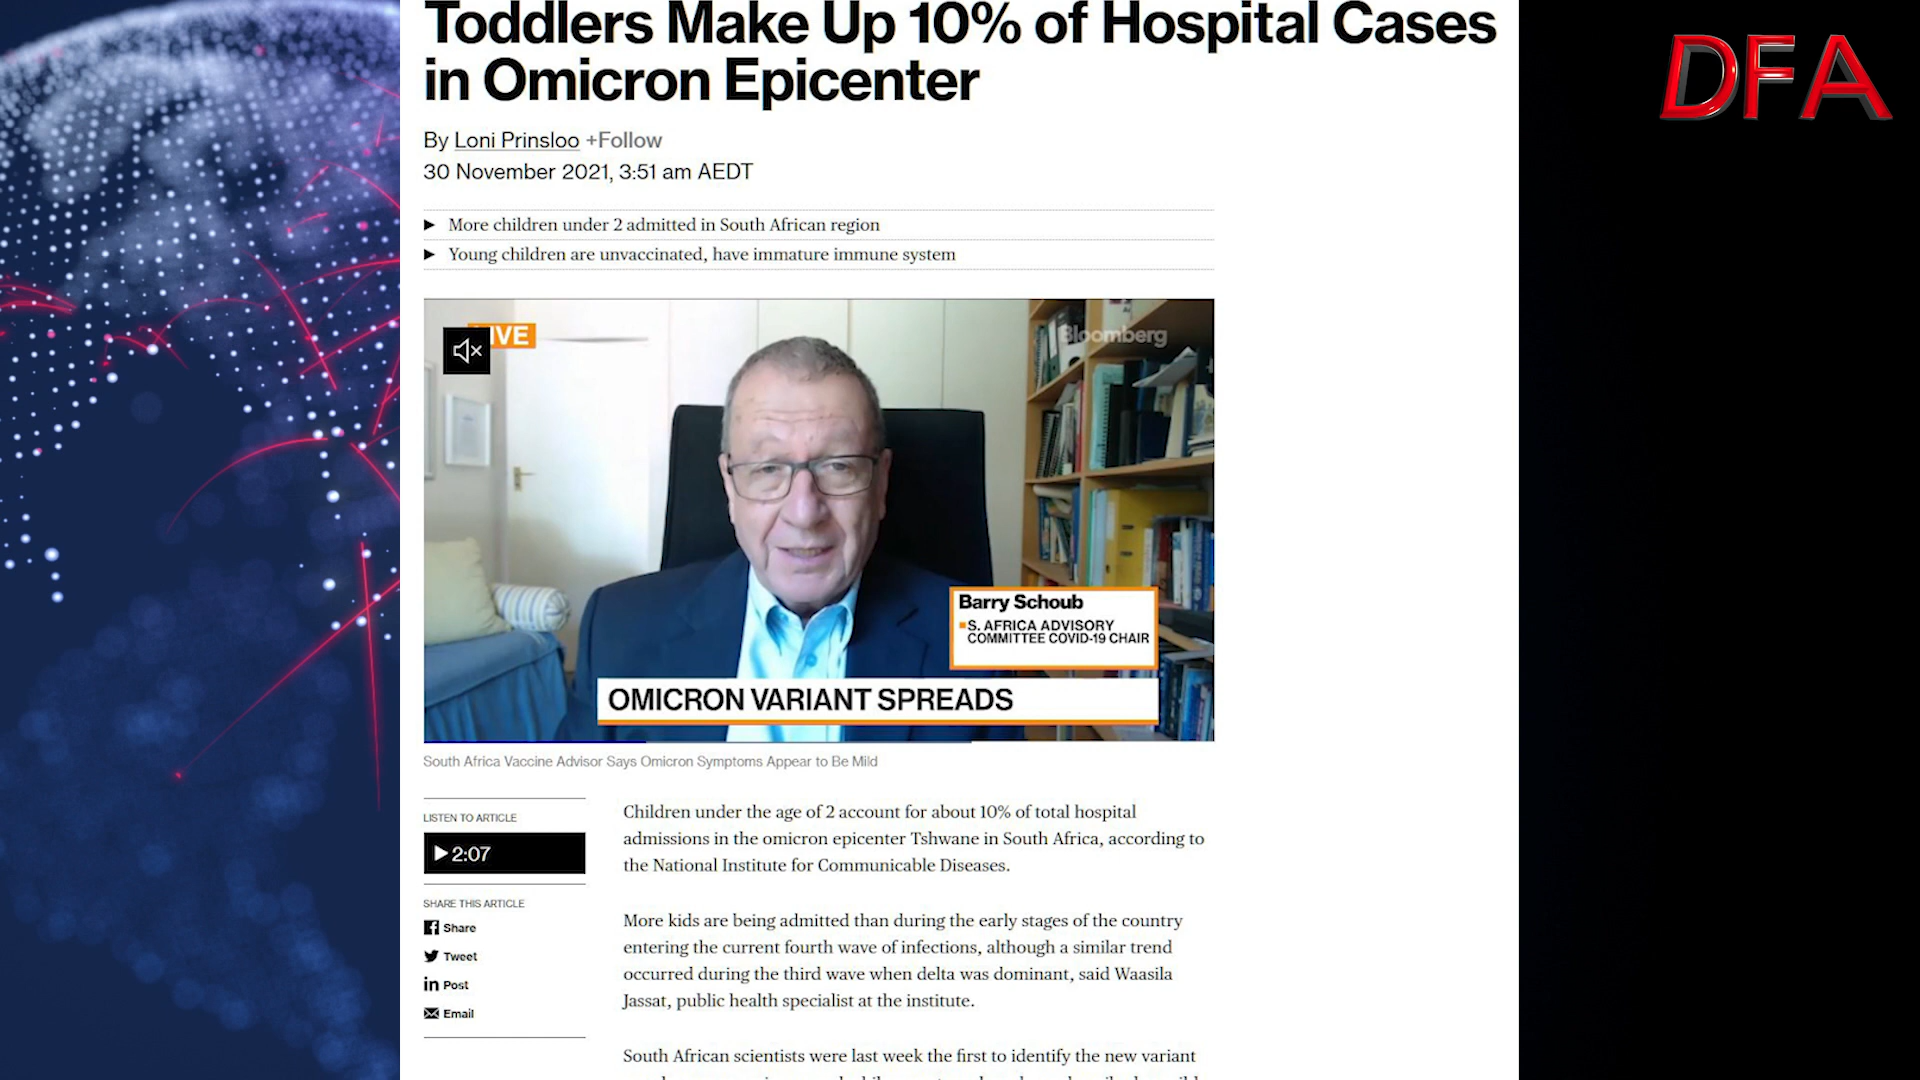 Toddlers Make Up 10% of Hospital Cases
in Omicron Epicenter
DFA
By Loni Prinsloo +Follow
30 November 2021, 3:51 am AEDT
More children under 2 admitted in South African region
Young children are unvaccinated, have immature immune system
IVE
Bloomberg
Barry Schoub
S. AFRICA ADVISORY
COMMITTEE COVID-19 CHAIR
OMICRON VARIANT SPREADS
South Africa Vaccine Advisor Says Omicron Symptoms Appear to Be Mild
LISTEN TO ARTICLE
2:07
SHARE THIS ARTICLE
Share
Tweet
Post
Email
Children under the age of 2 account for about 10% of total hospital
admissions in the omicron epicenter Tshwane in South Africa, according to
the National Institute for Communicable Diseases.
More kids are being admitted than during the early stages of the country
entering the current fourth wave of infections, although a similar trend
occurred during the third wave when delta was dominant, said Waasila
Jassat, public health specialist at the institute.
South African scientists were last week the first to identify the new variant